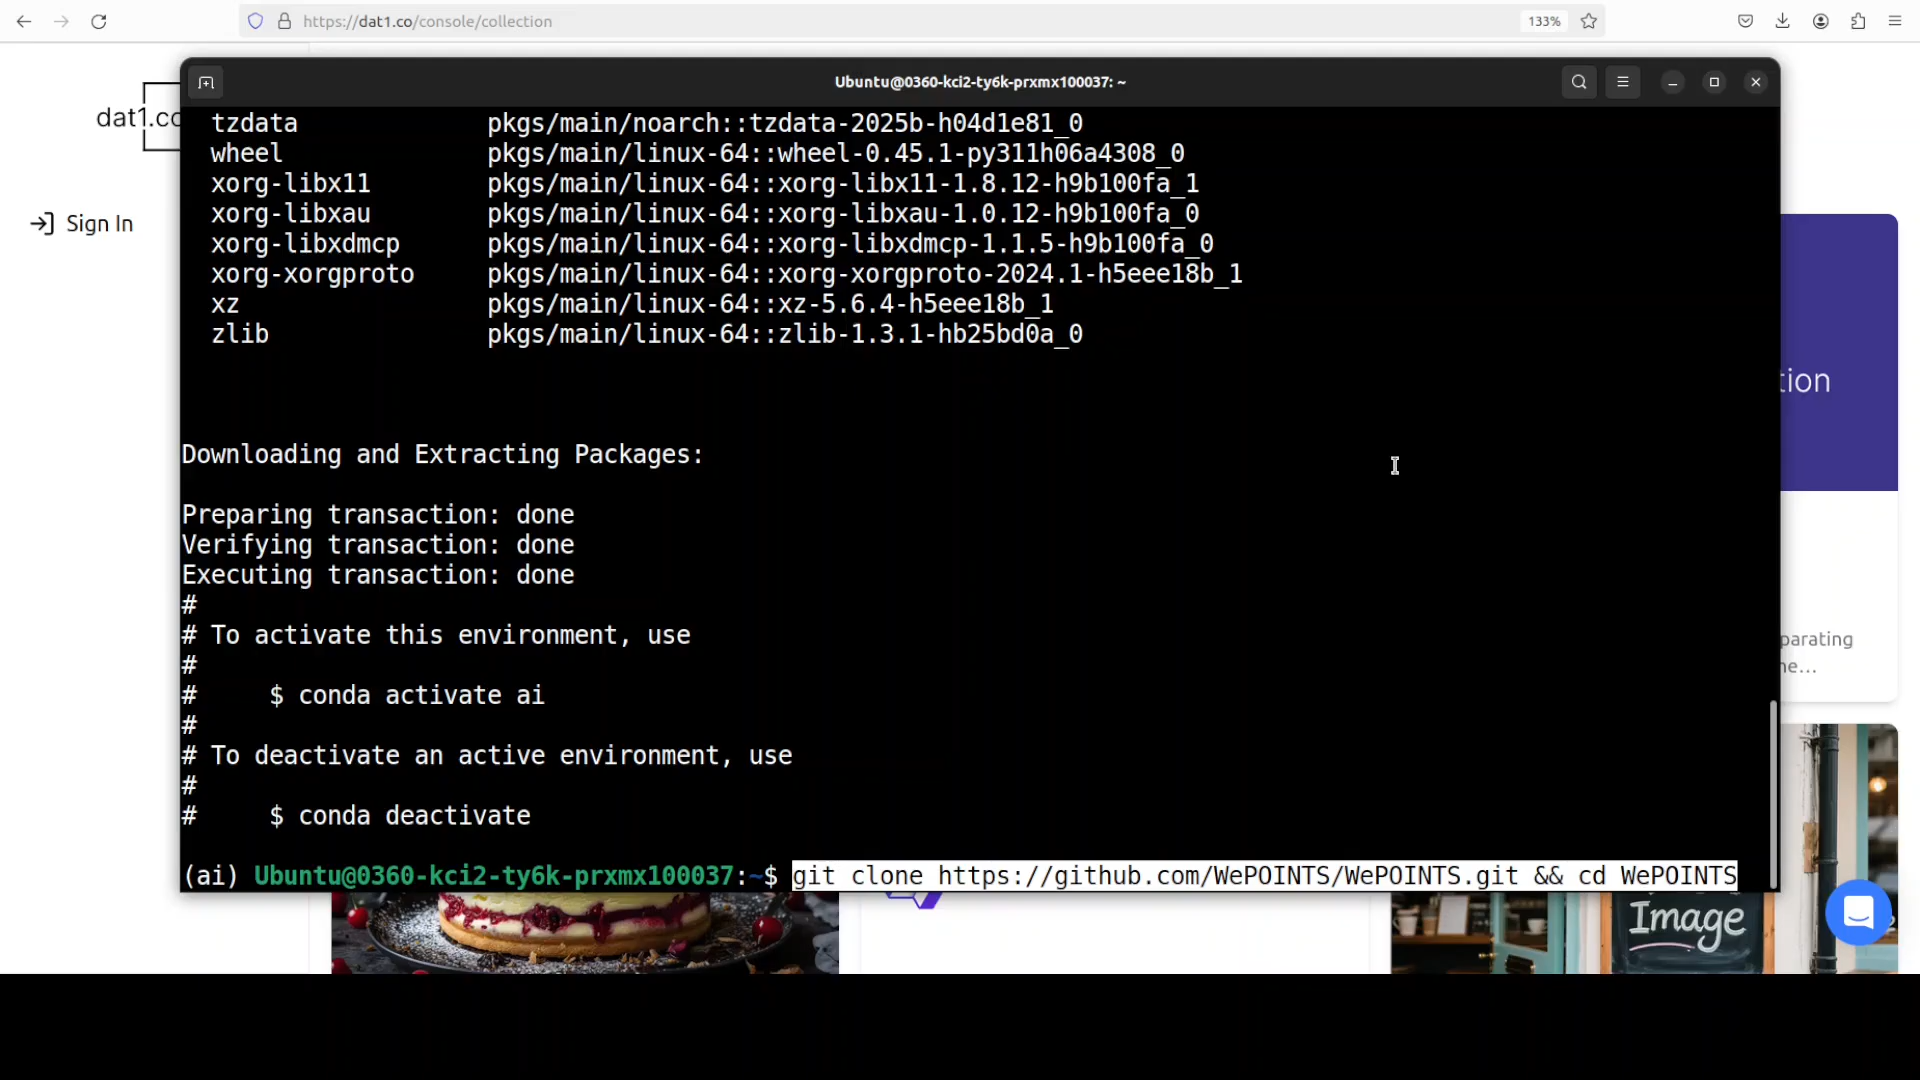 https://dat1.co/console/collection
133%
Ubuntu@0360-kci2-ty6k-prxmx100037: ~
dat1.co
Sign In
tzdata pkgs/main/noarch::tzdata-2025b-h04d1e81_0
wheel pkgs/main/linux-64::wheel-0.45.1-py311h06a4308_0
xorg-libx11 pkgs/main/linux-64::xorg-libx11-1.8.12-h9b100fa_1
xorg-libxau pkgs/main/linux-64::xorg-libxau-1.0.12-h9b100fa_0
xorg-libxdmcp pkgs/main/linux-64::xorg-libxdmcp-1.1.5-h9b100fa_0
xorg-xorgproto pkgs/main/linux-64::xorg-xorgproto-2024.1-h5eee18b_1
xz pkgs/main/linux-64::xz-5.6.4-h5eee18b_1
zlib pkgs/main/linux-64::zlib-1.3.1-hb25bd0a_0
Downloading and Extracting Packages:
Preparing transaction: done
Verifying transaction: done
Executing transaction: done
#
# To activate this environment, use
#
# $ conda activate ai
#
# To deactivate an active environment, use
#
# $ conda deactivate
(ai) Ubuntu@0360-kci2-ty6k-prxmx100037:~$ git clone https://github.com/WePOINTS/WePOINTS.git && cd WePOINTS
tion
parating
ne…
Image